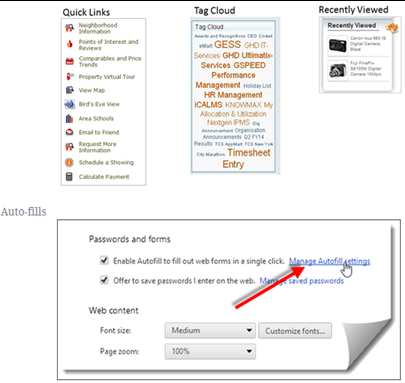 Quick Links
Tag Cloud
Recently Viewed
Neighborhood
Information
Points of Interest and
Reviews
Comparables and Price
Trends
Property Virtual Tour
View Map
Bird's Eye View
Area Schools
Email to Friend
Request More
Information
Schedule a Showing
Calculate Payment
Tag Cloud
Awards and Recognitions CEO Cricket
eMart GESS GHD IT-
Services GHD Ultimatix-
Services GSPEED
Performance
Management Holiday List
HR Management
iCALMS KNOWMAX My
Allocation & Utilization
Nextgen IPMS Org
Announcement Organisation
Announcements Q2 FY14
Results TCS AppMart TCS New York
City Marathon Timesheet
Entry
Recently Viewed
Canon Ixus
Digital Camera,
Black
Fuji FinePix
Digital
Camera
Auto-fills
Passwords and forms
Enable Autofill to fill out web forms in a single click. Manage Autofill settings
Offer to save passwords I enter on the web. Manage saved passwords
Web content
Font size: Medium Customize fonts...
Page zoom: 100%